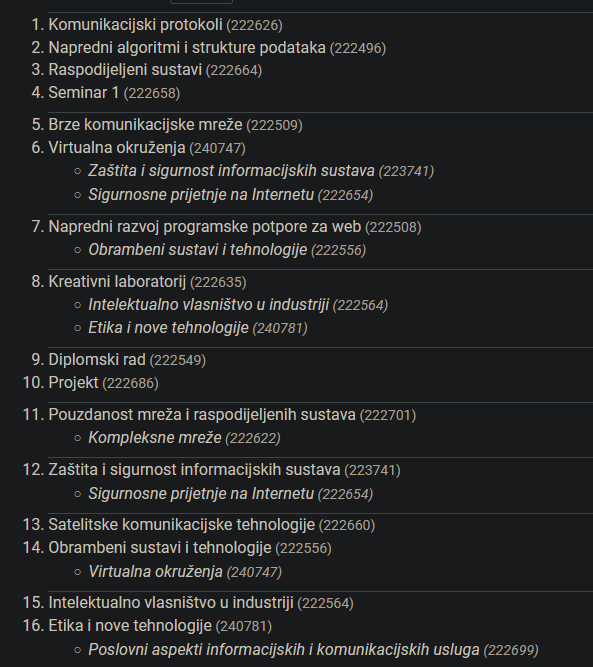 1. Komunikacijski protokoli (222626)
2. Napredni algoritmi i strukture podataka (222496)
3. Raspodijeljeni sustavi (222664)
4. Seminar 1 (222658)
5. Brze komunikacijske mreže (222509)
6. Virtualna okruženja (240747)
○ Zaštita i sigurnost informacijskih sustava (223741)
○ Sigurnosne prijetnje na Internetu (222654)
7. Napredni razvoj programske potpore za web (222508)
○ Obrambeni sustavi i tehnologije (222556)
8. Kreativni laboratorij (222635)
○ Intelektualno vlasništvo u industriji (222564)
○ Etika i nove tehnologije (240781)
9. Diplomski rad (222549)
10. Projekt (222686)
11. Pouzdanost mreža i raspodijeljenih sustava (222701)
○ Kompleksne mreže (222622)
12. Zaštita i sigurnost informacijskih sustava (223741)
○ Sigurnosne prijetnje na Internetu (222654)
13. Satelitske komunikacijske tehnologije (222660)
14. Obrambeni sustavi i tehnologije (222556)
○ Virtualna okruženja (240747)
15. Intelektualno vlasništvo u industriji (222564)
16. Etika i nove tehnologije (240781)
○ Poslovni aspekti informacijskih i komunikacijskih usluga (222699)